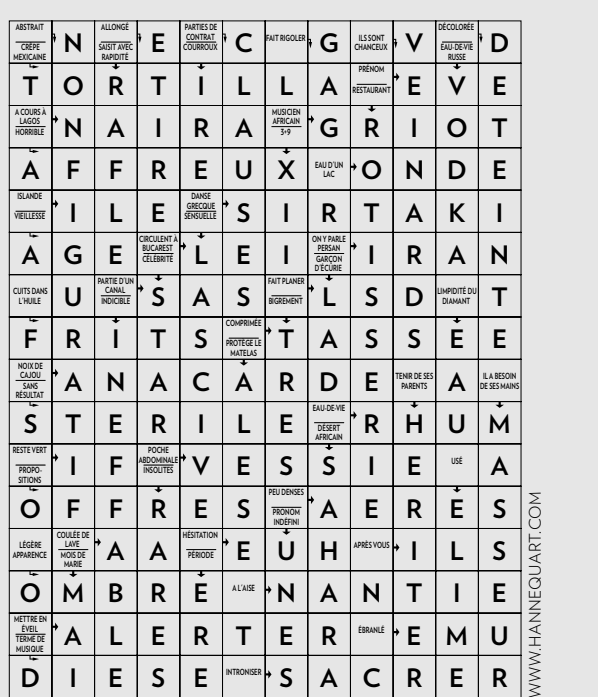 ABSTRAIT CRÊPE MEXICAINE N ALLONGÉ SAISIT AVEC RAPIDITÉ E PARTIES DE CONTRAT COURROUX C FAIT RIGOLER G ILS SONT CHANCEUX V DÉCOLORÉE EAU-DE-VIE RUSSE D
T O R T I L L A PRÉNOM RESTAURANT E V E
A COURS À LAGOS HORRIBLE N A I R A MUSICIEN AFRICAIN 3+9 G R I O T
A F F R E U X EAU D'UN LAC O N D E
ISLANDE VIEILLESSE I L E DANSE GRECQUE SENSUELLE S I R T A K I
A G E CIRCULENT À BUCAREST CÉLÉBRITÉ L E I ON Y PARLE PERSAN GARÇON D'ÉCURIE I R A N
CUITS DANS L'HUILE U PARTIE D'UN CANAL INDICIBLE S A S FAIT PLANER BIGREMENT L S D LIMPIDITÉ DU DIAMANT T
F R I T S COMPRIMÉE PROTÈGE LE MATELAS T A S S É E
NOIX DE CAJOU SANS RÉSULTAT A N A C A R D E TENIR DE SES PARENTS A IL A BESOIN DE SES MAINS
S T E R I L E EAU-DE-VIE DÉSERT AFRICAIN R H U M
RESTE VERT PROPO- SITIONS I F POCHE ABDOMINALE INSOLITES V E S S I E USÉ A
O F F R E S PEU DENSES PRONOM INDÉFINI A E R E S
LÉGÈRE APPARENCE COULÉE DE LAVE MOIS DE MARIE A A HÉSITATION PÉRIODE E U H APRÈS VOUS I L S
O M B R E A L'AISE N A N T I E
METTRE EN ÉVEIL TERME DE MUSIQUE A L E R T E R ÉBRANLÉ E M U
D I E S E INTRONISER S A C R E R
WWW.HANNEQUART.COM